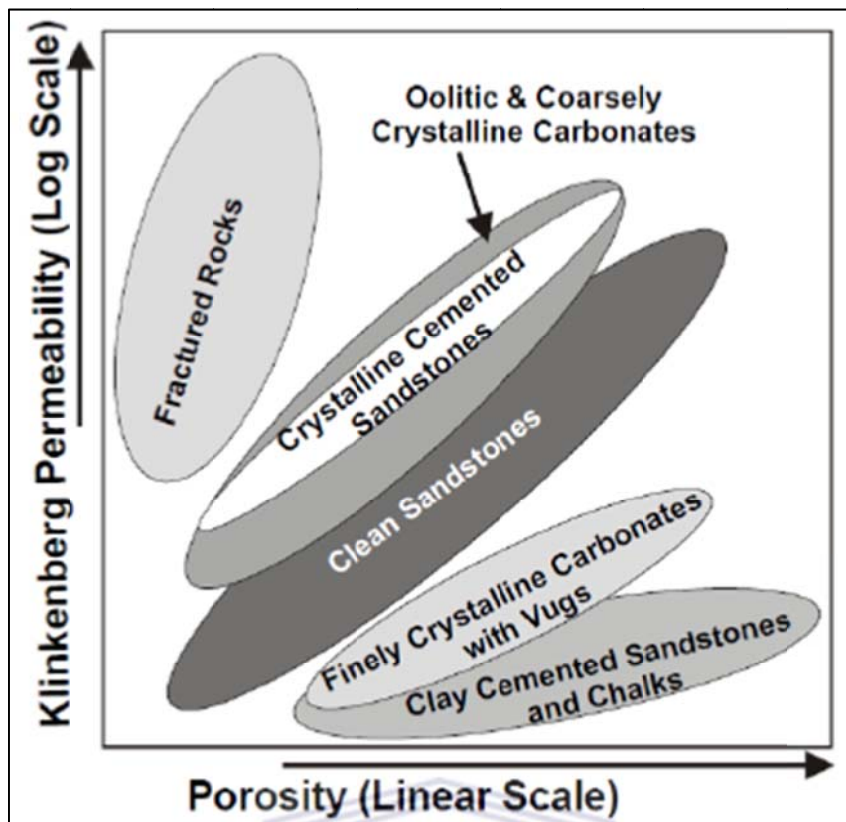 Klinkenberg Permeability (Log Scale)
Oolitic & Coarsely
Crystalline Carbonates
Fractured Rocks
Crystalline Cemented
Sandstones
Clean Sandstones
Finely Crystalline Carbonates
with Vugs
Clay Cemented Sandstones
and Chalks
Porosity (Linear Scale)